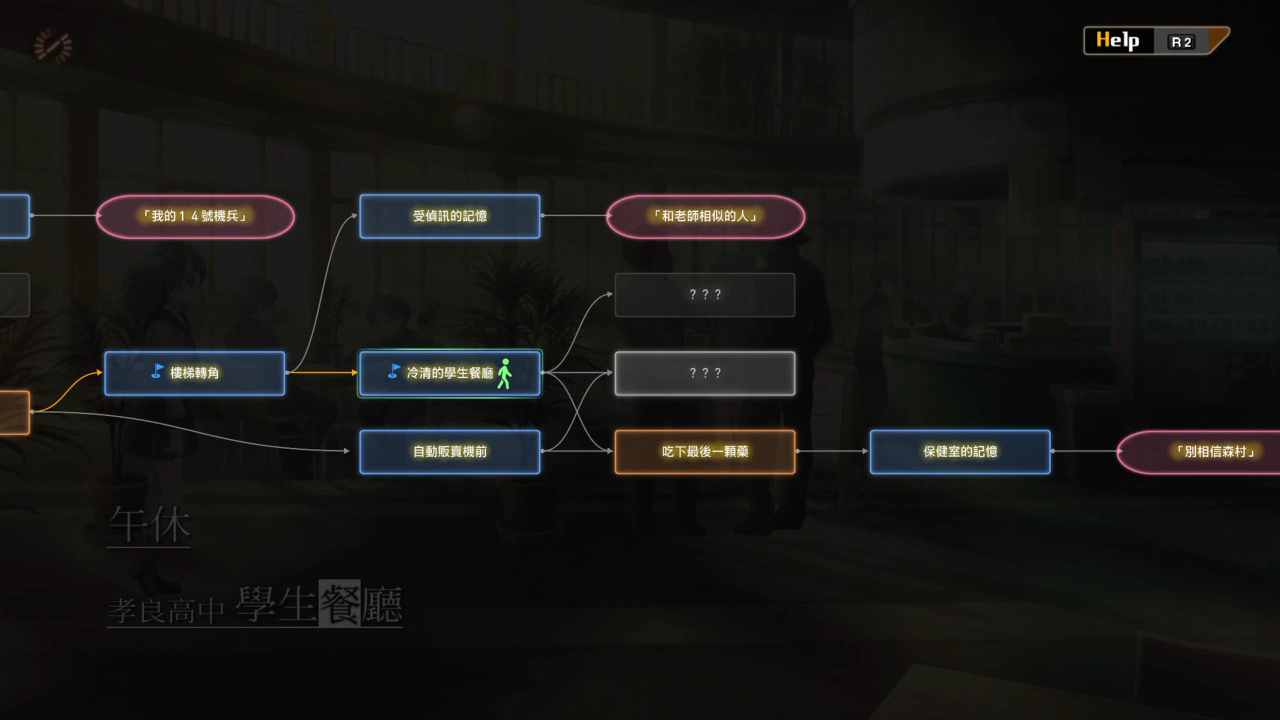 Help R2
「我的１４號機兵」
受偵訊的記憶
「和老師相似的人」
？？？
樓梯轉角
冷清的學生餐廳
？？？
自動販賣機前
吃下最後一顆藥
保健室的記憶
「別相信森村」
午休
孝良高中 學生餐廳